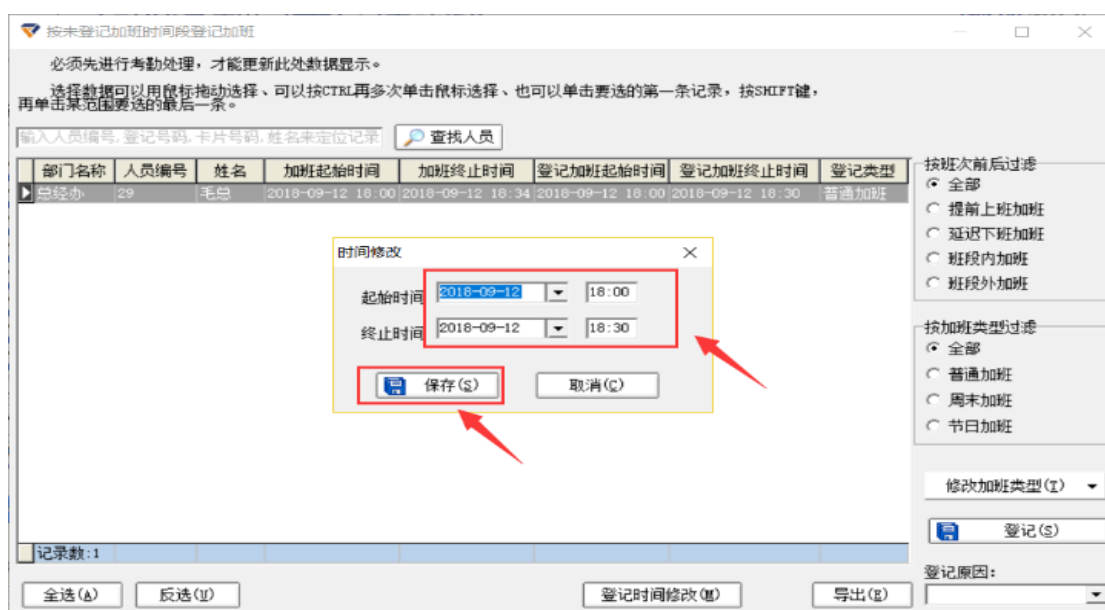 按未登记加班时间段登记加班
必须先进行考勤处理，才能更新此处数据显示。
选择数据可以用鼠标拖动选择、可以按CTRL再多次单击鼠标选择、也可以单击要选的第一条记录，按SHIFT键，
再单击某范围要选的最后一条。
输入人员编号,登记号码,卡片号码,姓名来定位记录 查找人员
部门名称 人员编号 姓名 加班起始时间 加班终止时间 登记加班起始时间 登记加班终止时间 登记类型
总经办 29 毛总 2018-09-12 18:00 2018-09-12 18:34 2018-09-12 18:00 2018-09-12 18:30 普通加班
时间修改
起始时间 2018-09-12 18:00
终止时间 2018-09-12 18:30
保存(S) 取消(C)
按班次前后过滤
全部
提前上班加班
延迟下班加班
班段内加班
班段外加班
按加班类型过滤
全部
普通加班
周末加班
节日加班
修改加班类型(T)
登记(S)
登记原因:
记录数:1
全选(A) 反选(U) 登记时间修改(M) 导出(E)